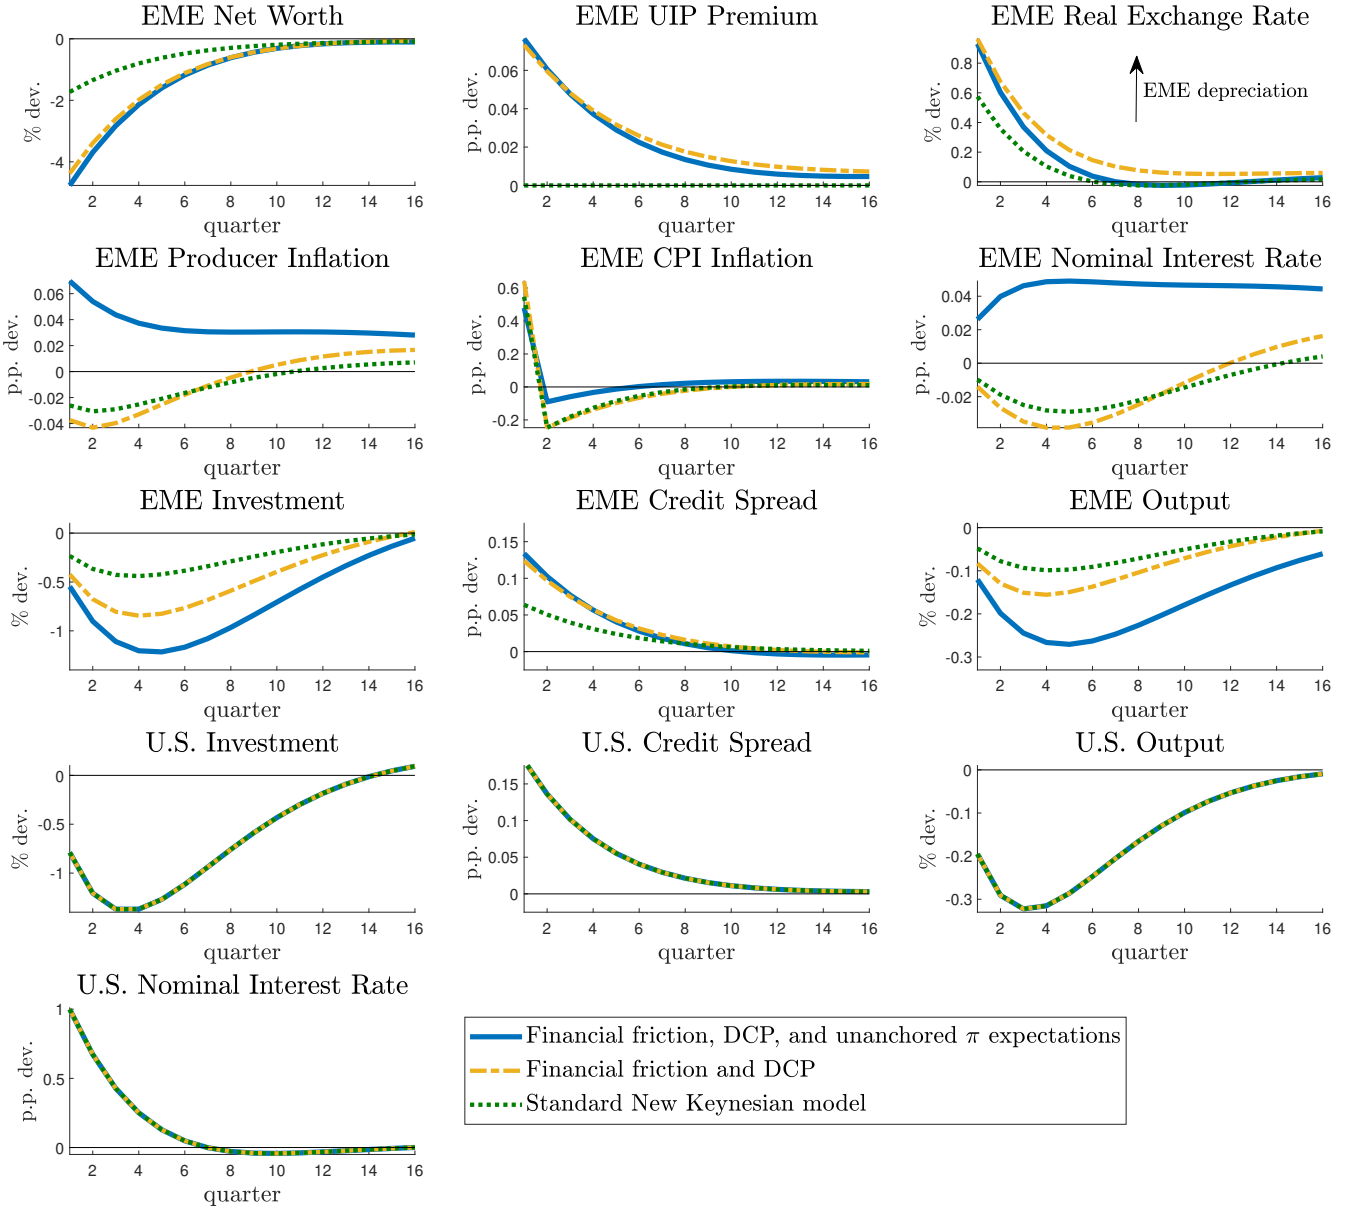 EME Net Worth
% dev.
0
-2
-4
2 4 6 8 10 12 14 16
quarter
EME UIP Premium
p.p. dev.
0.06
0.04
0.02
0
2 4 6 8 10 12 14 16
quarter
EME Real Exchange Rate
% dev.
0.8
0.6
0.4
0.2
0
EME depreciation
2 4 6 8 10 12 14 16
quarter
EME Producer Inflation
p.p. dev.
0.06
0.04
0.02
0
-0.02
-0.04
2 4 6 8 10 12 14 16
quarter
EME CPI Inflation
p.p. dev.
0.6
0.4
0.2
0
-0.2
2 4 6 8 10 12 14 16
quarter
EME Nominal Interest Rate
p.p. dev.
0.04
0.02
0
-0.02
2 4 6 8 10 12 14 16
quarter
EME Investment
% dev.
0
-0.5
-1
2 4 6 8 10 12 14 16
quarter
EME Credit Spread
p.p. dev.
0.15
0.1
0.05
0
2 4 6 8 10 12 14 16
quarter
EME Output
% dev.
0
-0.1
-0.2
-0.3
2 4 6 8 10 12 14 16
quarter
U.S. Investment
% dev.
0
-0.5
-1
2 4 6 8 10 12 14 16
quarter
U.S. Credit Spread
p.p. dev.
0.15
0.1
0.05
0
2 4 6 8 10 12 14 16
quarter
U.S. Output
% dev.
0
-0.1
-0.2
-0.3
2 4 6 8 10 12 14 16
quarter
U.S. Nominal Interest Rate
p.p. dev.
1
0.5
0
2 4 6 8 10 12 14 16
quarter
Financial friction, DCP, and unanchored π expectations
Financial friction and DCP
Standard New Keynesian model